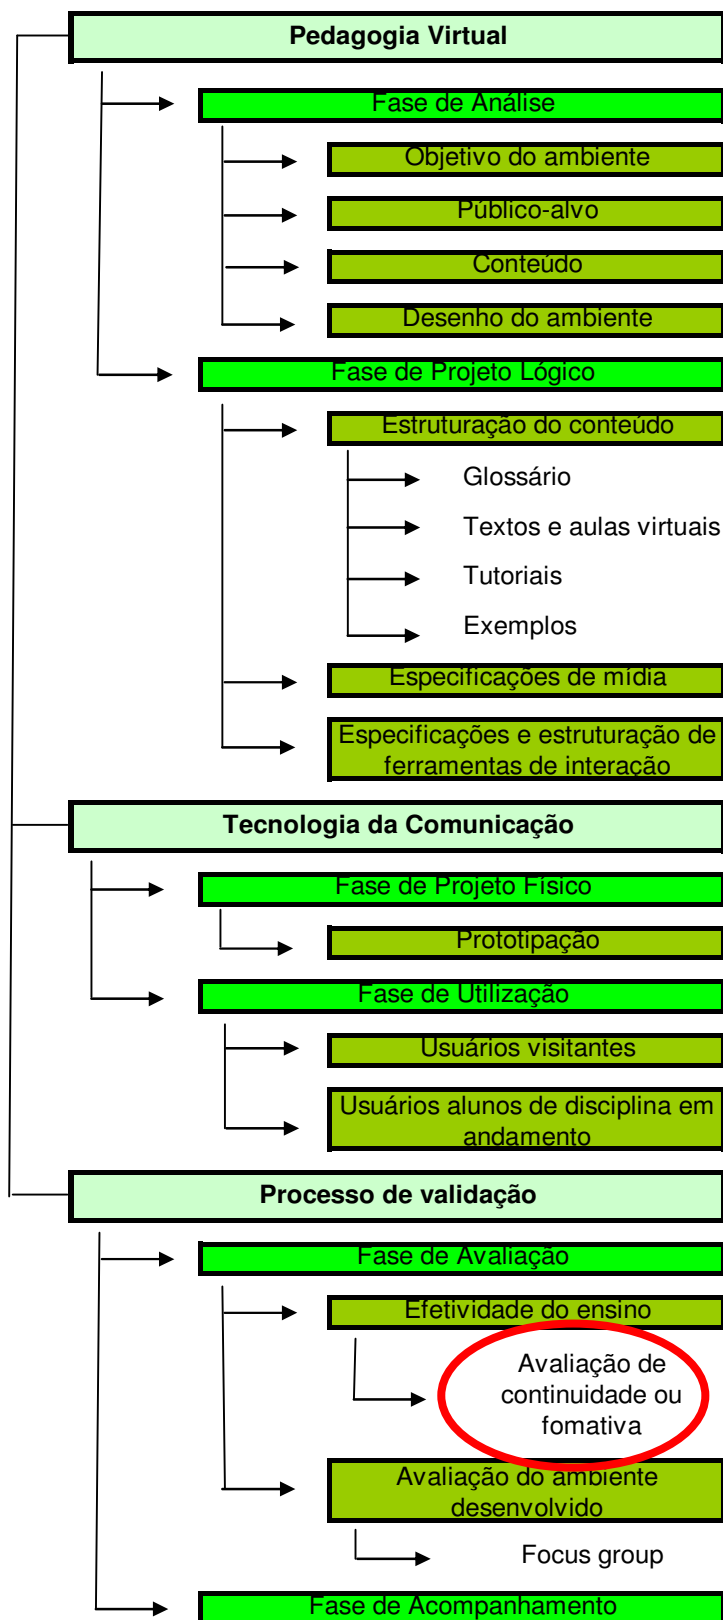 Pedagogia Virtual
Fase de Análise
Objetivo do ambiente
Público-alvo
Conteúdo
Desenho do ambiente
Fase de Projeto Lógico
Estruturação do conteúdo
Glossário
Textos e aulas virtuais
Tutoriais
Exemplos
Especificações de mídia
Especificações e estruturação de
ferramentas de interação
Tecnologia da Comunicação
Fase de Projeto Físico
Prototipação
Fase de Utilização
Usuários visitantes
Usuários alunos de disciplina em
andamento
Processo de validação
Fase de Avaliação
Efetividade do ensino
Avaliação de
continuidade ou
fomativa
Avaliação do ambiente
desenvolvido
Focus group
Fase de Acompanhamento